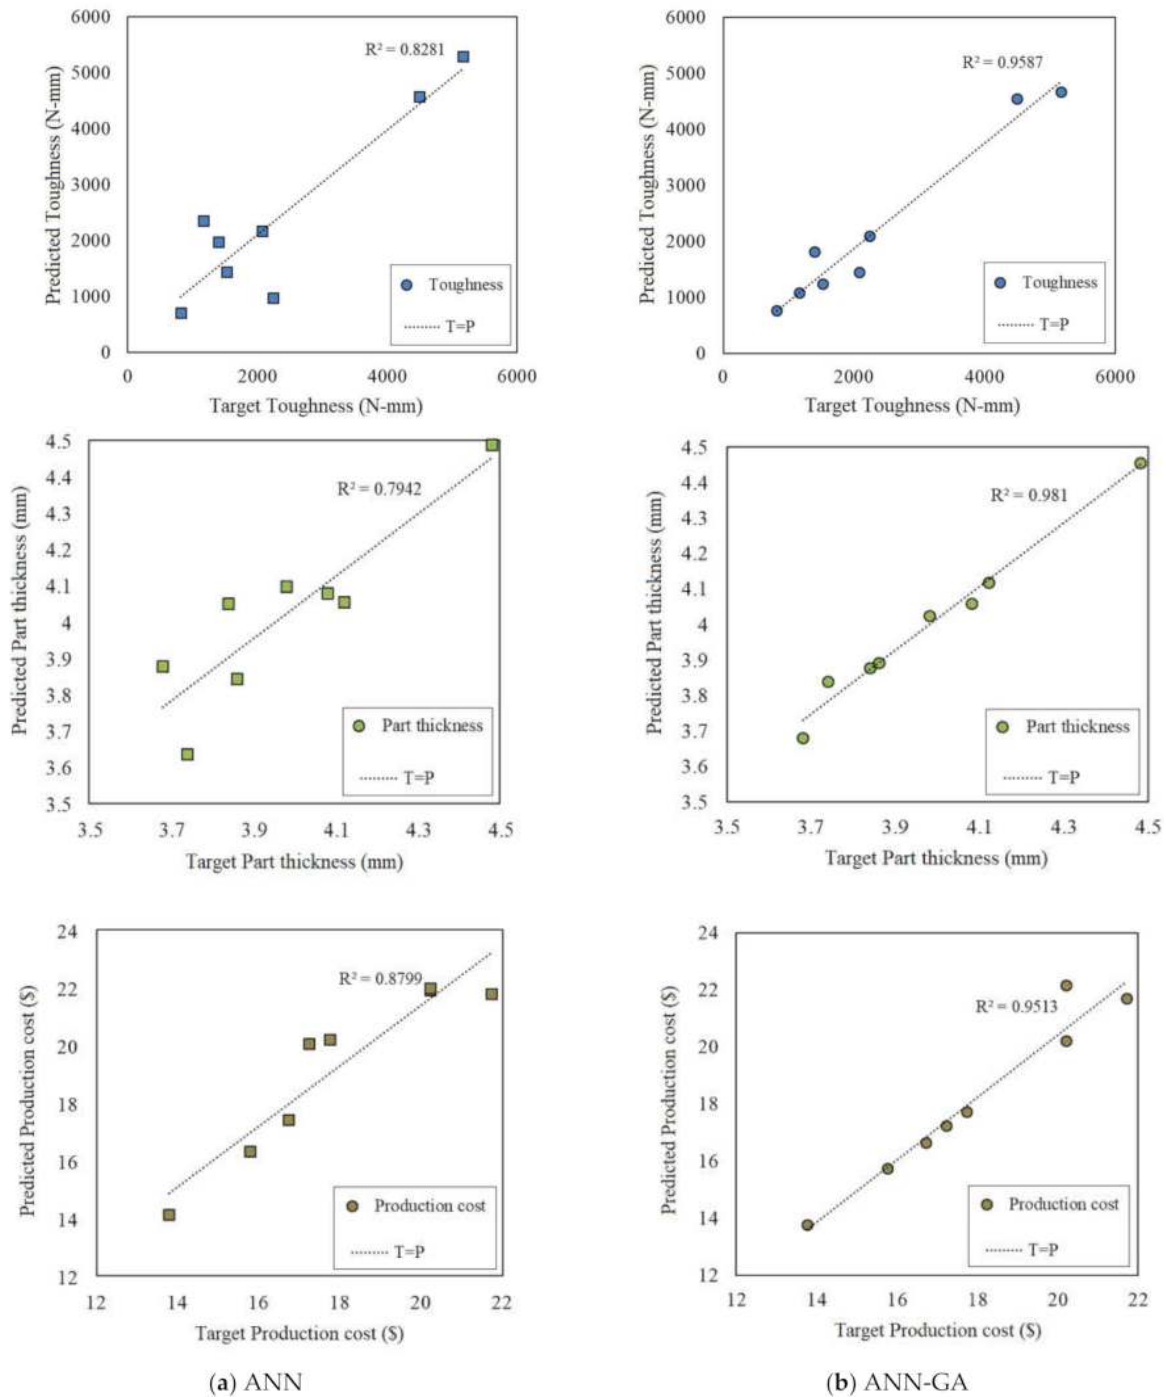 6000
5000
4000
3000
2000
1000
0
Predicted Toughness (N-mm)
R² = 0.8281
Toughness
T=P
0 2000 4000 6000
Target Toughness (N-mm)
6000
5000
4000
3000
2000
1000
0
Predicted Toughness (N-mm)
R² = 0.9587
Toughness
T=P
0 2000 4000 6000
Target Toughness (N-mm)
4.5
4.4
4.3
4.2
4.1
4
3.9
3.8
3.7
3.6
3.5
Predicted Part thickness (mm)
R² = 0.7942
Part thickness
T=P
3.5 3.7 3.9 4.1 4.3 4.5
Target Part thickness (mm)
4.5
4.4
4.3
4.2
4.1
4
3.9
3.8
3.7
3.6
3.5
Predicted Part thickness (mm)
R² = 0.981
Part thickness
T=P
3.5 3.7 3.9 4.1 4.3 4.5
Target Part thickness (mm)
24
22
20
18
16
14
12
Predicted Production cost ($)
R² = 0.8799
Production cost
T=P
12 14 16 18 20 22
Target Production cost ($)
24
22
20
18
16
14
12
Predicted Production cost ($)
R² = 0.9513
Production cost
T=P
12 14 16 18 20 22
Target Production cost ($)
(a) ANN
(b) ANN-GA